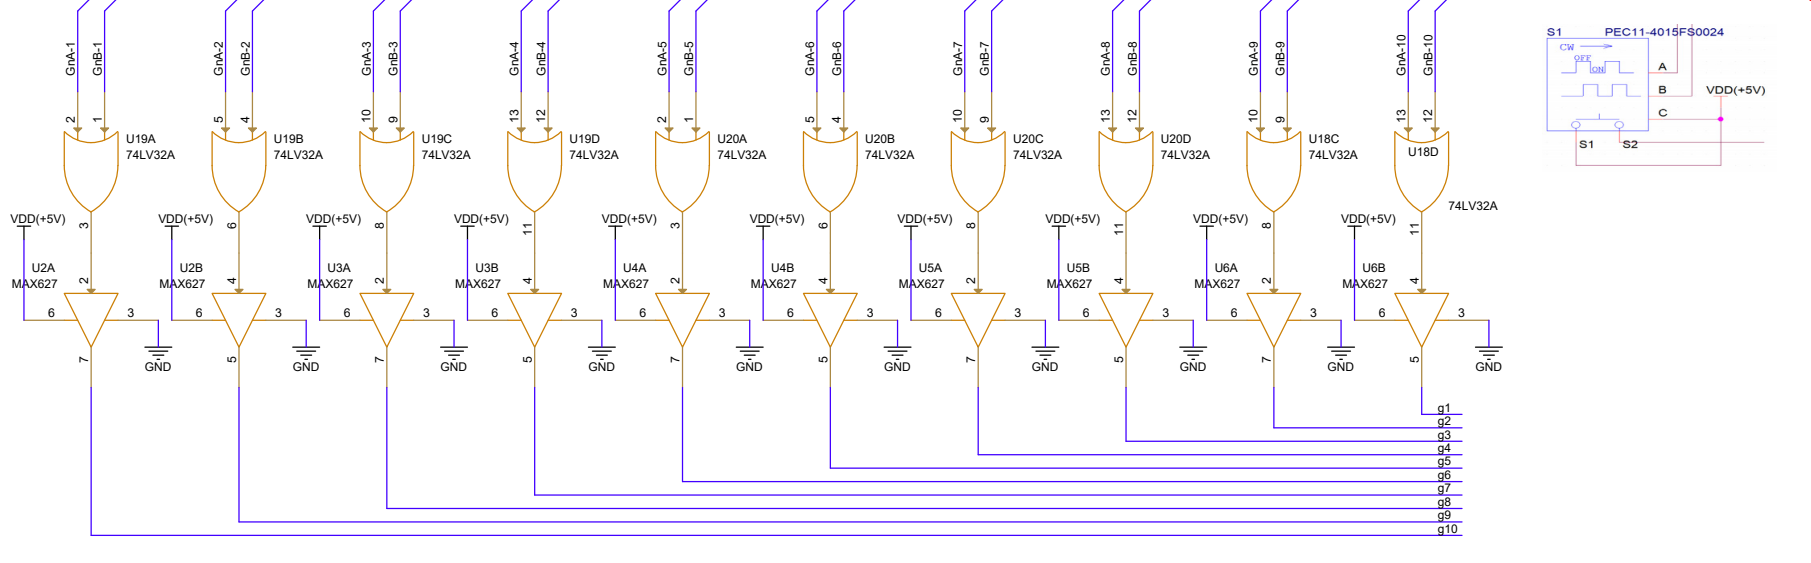 GnA-1 GnB-1 GnA-2 GnB-2 GnA-3 GnB-3 GnA-4 GnB-4 GnA-5 GnB-5 GnA-6 GnB-6 GnA-7 GnB-7 GnA-8 GnB-8 GnA-9 GnB-9 GnA-10 GnB-10
2 1 5 4 10 9 13 12 2 1 5 4 10 9 13 12 10 9 13 12
U19A U19B U19C U19D U20A U20B U20C U20D U18C U18D
74LV32A 74LV32A 74LV32A 74LV32A 74LV32A 74LV32A 74LV32A 74LV32A 74LV32A
74LV32A
VDD(+5V) VDD(+5V) VDD(+5V) VDD(+5V) VDD(+5V) VDD(+5V) VDD(+5V) VDD(+5V) VDD(+5V) VDD(+5V)
3 6 8 11 3 6 8 11 8 11
U2A U2B U3A U3B U4A U4B U5A U5B U6A U6B
MAX627 MAX627 MAX627 MAX627 MAX627 MAX627 MAX627 MAX627 MAX627 MAX627
2 4 2 4 2 4 2 4 2 4
6 3 6 3 6 3 6 3 6 3 6 3 6 3 6 3 6 3 6 3
7 5 7 5 7 5 7 5 7 5
GND GND GND GND GND GND GND GND GND GND
g1
g2
g3
g4
g5
g6
g7
g8
g9
g10
S1 PEC11-4015FS0024
CW
OFF
ON
A
B
VDD(+5V)
C
S1 S2